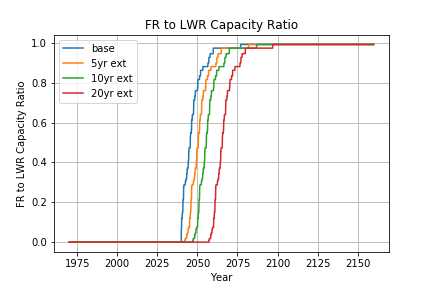 FR to LWR Capacity Ratio
base
5yr ext
10yr ext
20yr ext
FR to LWR Capacity Ratio
1.0
0.8
0.6
0.4
0.2
0.0
1975 2000 2025 2050 2075 2100 2125 2150
Year